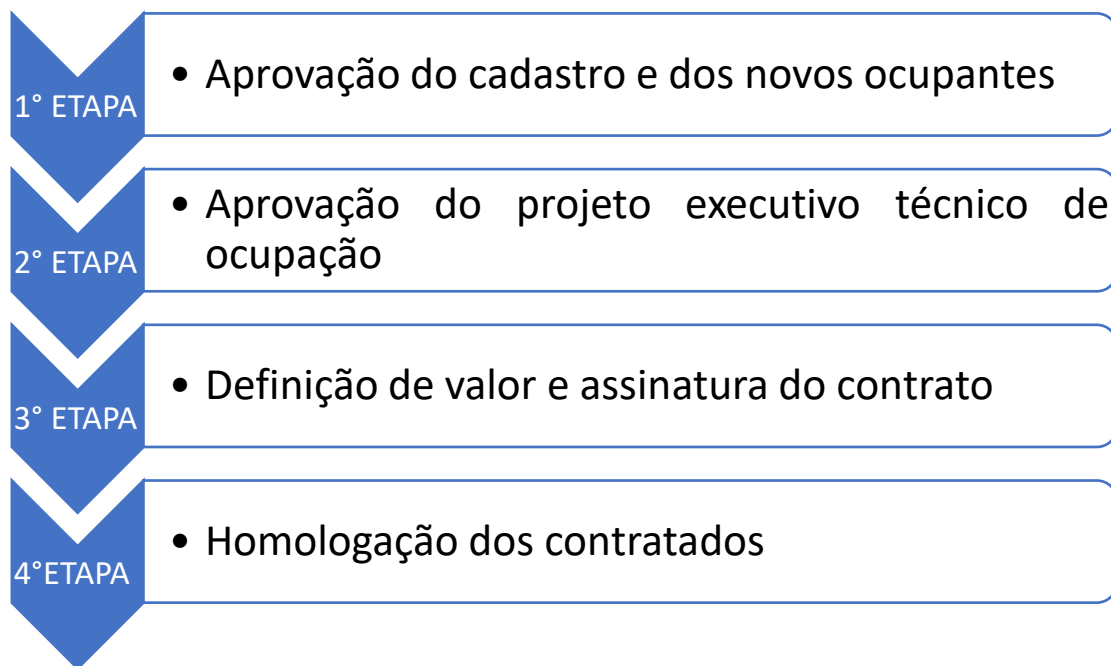 1° ETAPA
• Aprovação do cadastro e dos novos ocupantes
2° ETAPA
• Aprovação do projeto executivo técnico de
ocupação
3° ETAPA
• Definição de valor e assinatura do contrato
4°ETAPA
• Homologação dos contratados